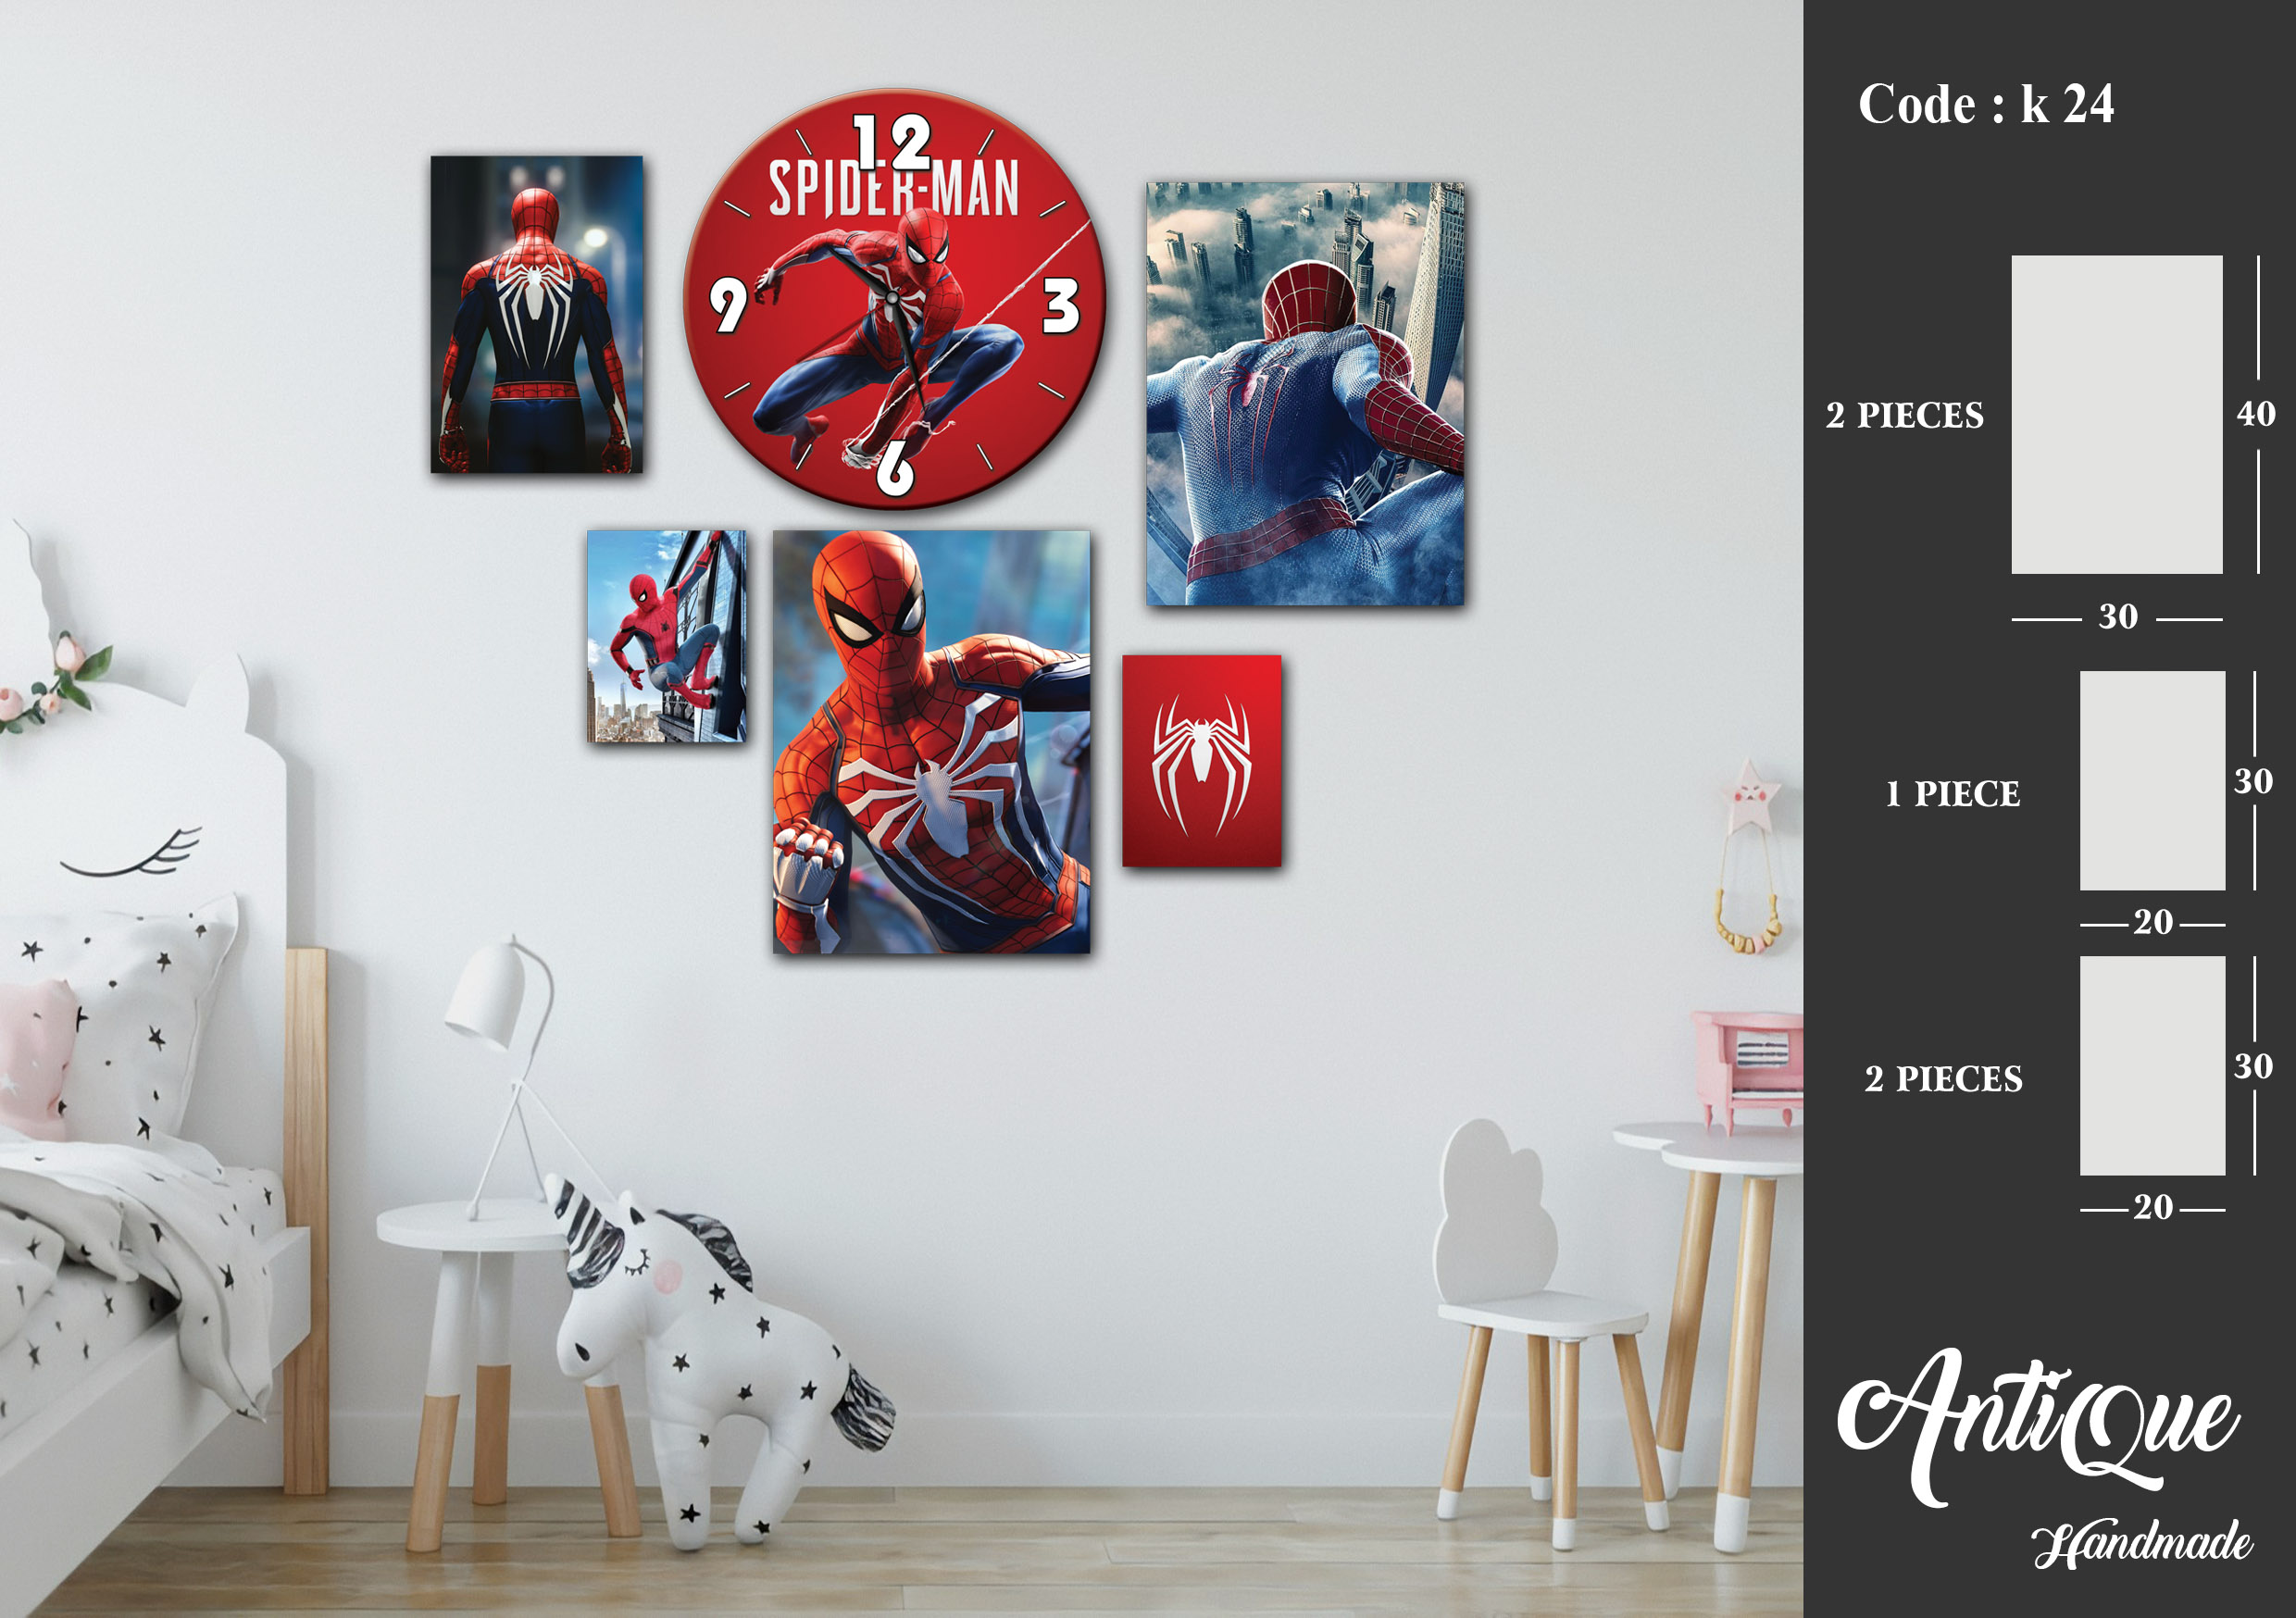 12
SPIDER-MAN
9
3
6
Code : k 24
2 PIECES
40
30
1 PIECE
30
20
2 PIECES
30
20
AntiQue
Handmade